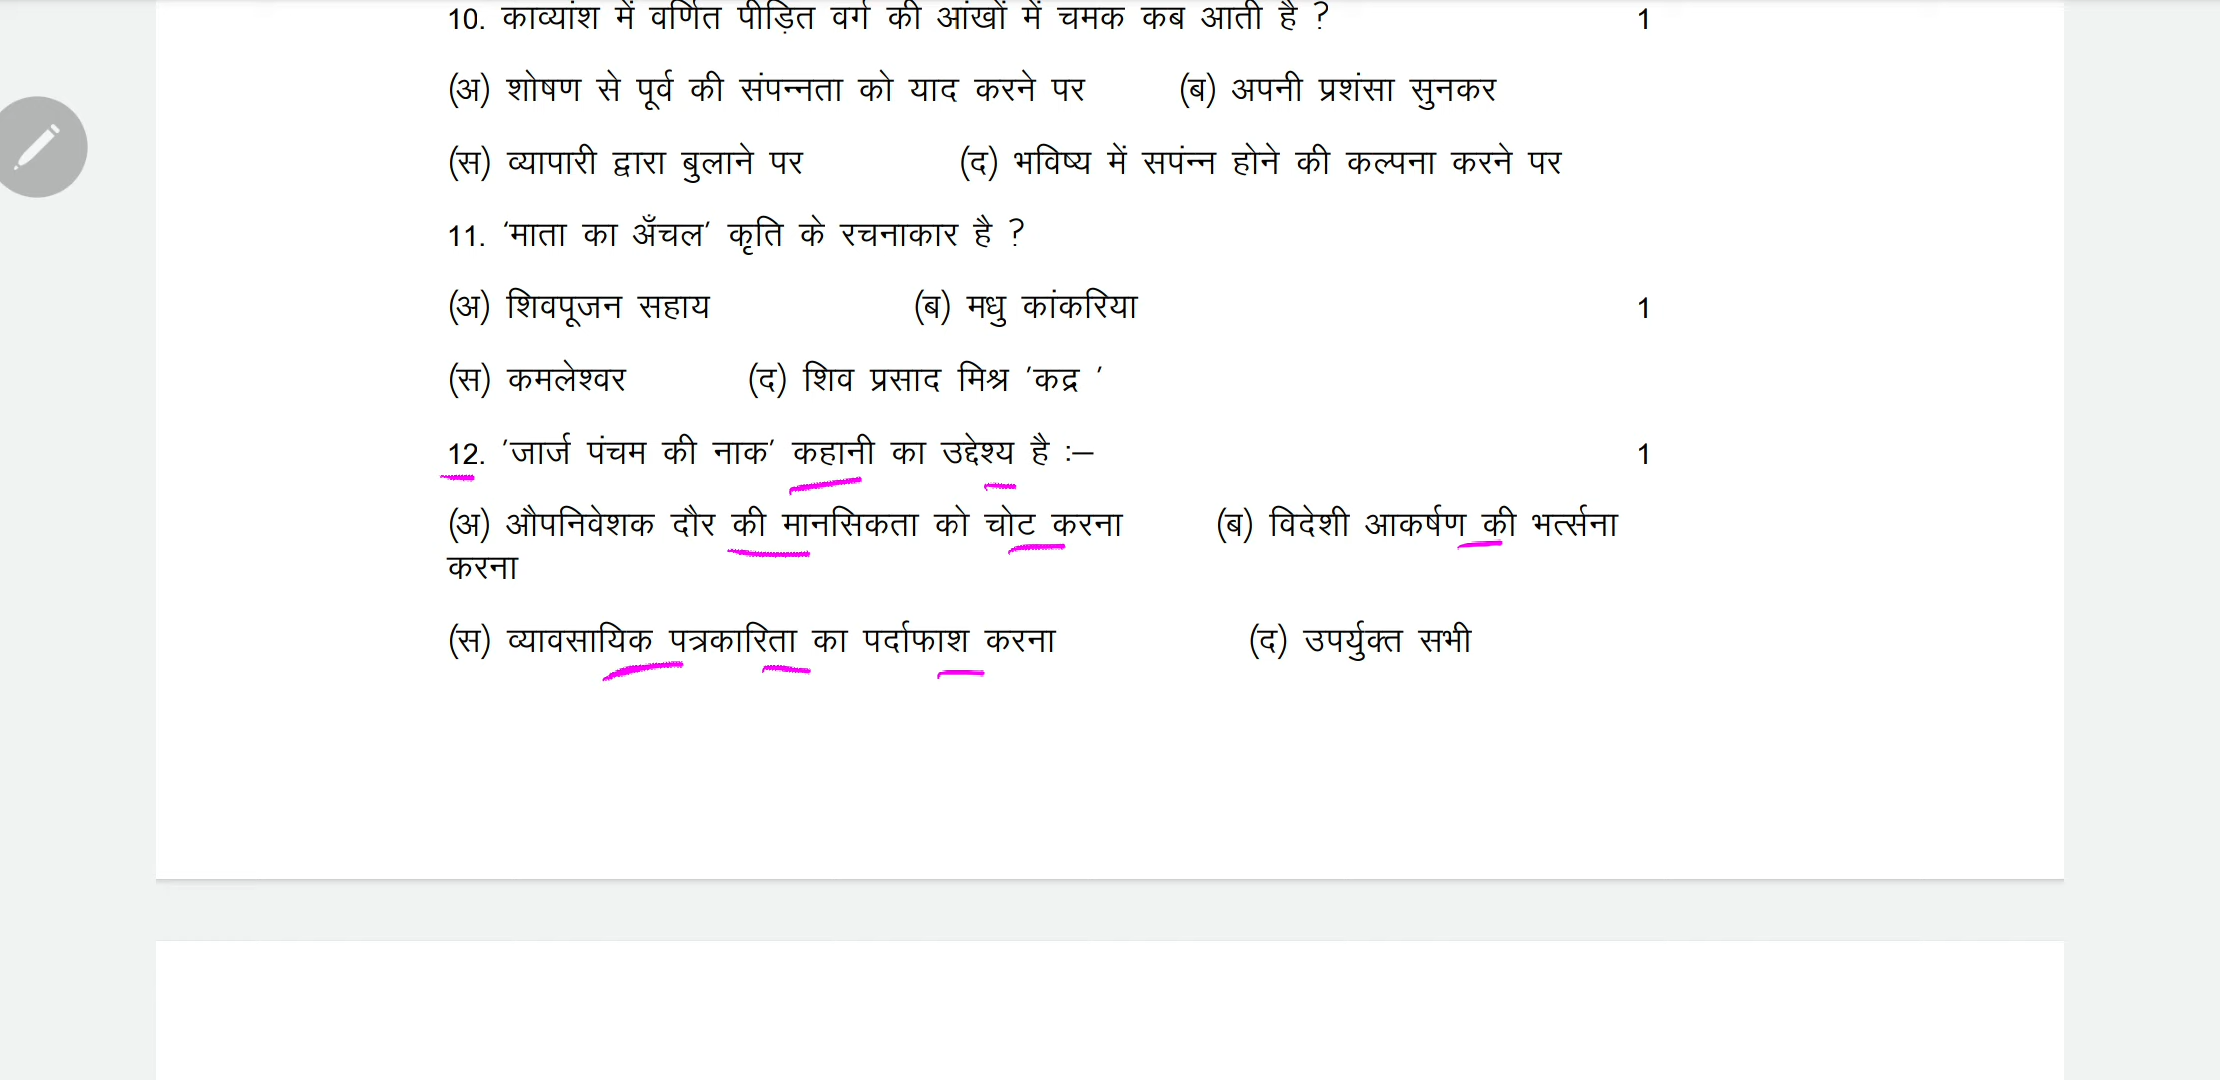 10. काव्यांश में वर्णित पीड़ित वर्ग की आंखों में चमक कब आती है ? 1
(अ) शोषण से पूर्व की संपन्नता को याद करने पर (ब) अपनी प्रशंसा सुनकर
(स) व्यापारी द्वारा बुलाने पर (द) भविष्य में सपंन्न होने की कल्पना करने पर
11. 'माता का अँचल' कृति के रचनाकार है ?
(अ) शिवपूजन सहाय (ब) मधु कांकरिया 1
(स) कमलेश्वर (द) शिव प्रसाद मिश्र 'कद्र '
12. 'जार्ज पंचम की नाक' कहानी का उद्देश्य है :– 1
(अ) औपनिवेशक दौर की मानसिकता को चोट करना (ब) विदेशी आकर्षण की भर्त्सना
करना
(स) व्यावसायिक पत्रकारिता का पर्दाफाश करना (द) उपर्युक्त सभी